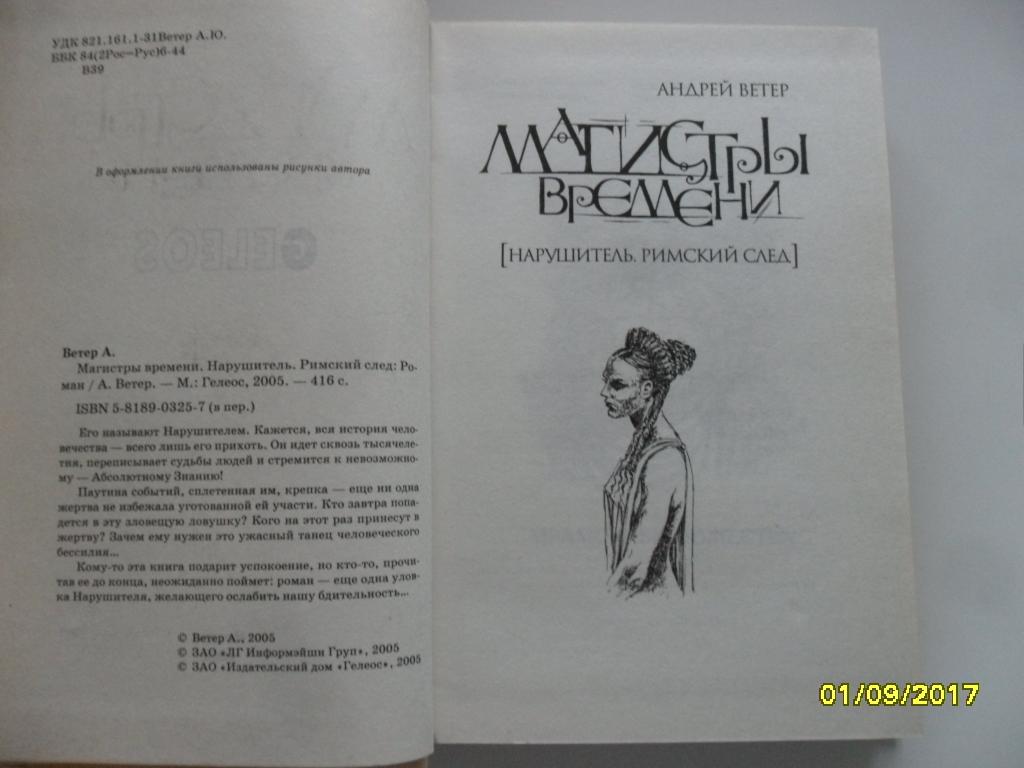 УДК 821.161.1-31Ветер А.Ю.
ББК 84(2Рос=Рус)6-44
В39
В оформлении книги использованы рисунки автора
GELEOS
Ветер А.
Магистры времени. Нарушитель. Римский след: Ро-
ман / А. Ветер. — М.: Гелеос, 2005. — 416 с.
ISBN 5-8189-0325-7 (в пер.)
Его называют Нарушителем. Кажется, вся история чело-
вечества — всего лишь его прихоть. Он идет сквозь тысячеле-
тия, переписывает судьбы людей и стремится к невозможно-
му — Абсолютному Знанию!
Паутина событий, сплетенная им, крепка — еще ни одна
жертва не избежала уготованной ей участи. Кто завтра попа-
дется в эту зловещую ловушку? Кого на этот раз принесут в
жертву? Зачем ему нужен это ужасный танец человеческого
бессилия...
Кому-то эта книга подарит успокоение, но кто-то, прочи-
тав ее до конца, неожиданно поймет: роман — еще одна улов-
ка Нарушителя, желающего ослабить нашу бдительность...
© Ветер А., 2005
© ЗАО «ЛГ Информэйшн Груп», 2005
© ЗАО «Издательский дом «Гелеос», 2005
АНДРЕЙ ВЕТЕР
МАГИСТРЫ
ВРЕМЕНИ
[НАРУШИТЕЛЬ. РИМСКИЙ СЛЕД]
01/09/2017